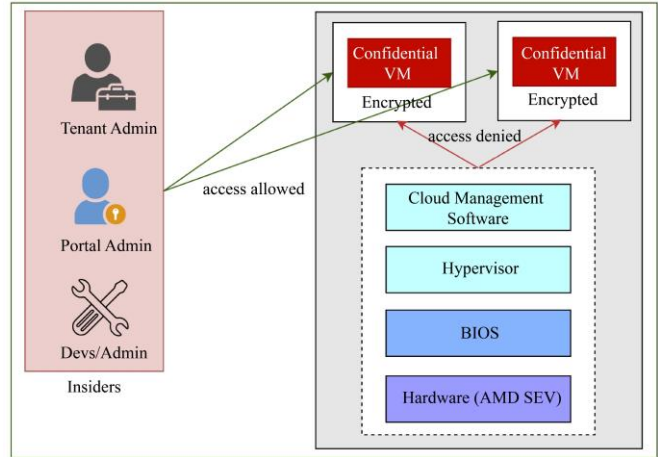 Tenant Admin
Portal Admin
Devs/Admin
Insiders
access allowed
Confidential
VM
Encrypted
Confidential
VM
Encrypted
access denied
Cloud Management
Software
Hypervisor
BIOS
Hardware (AMD SEV)